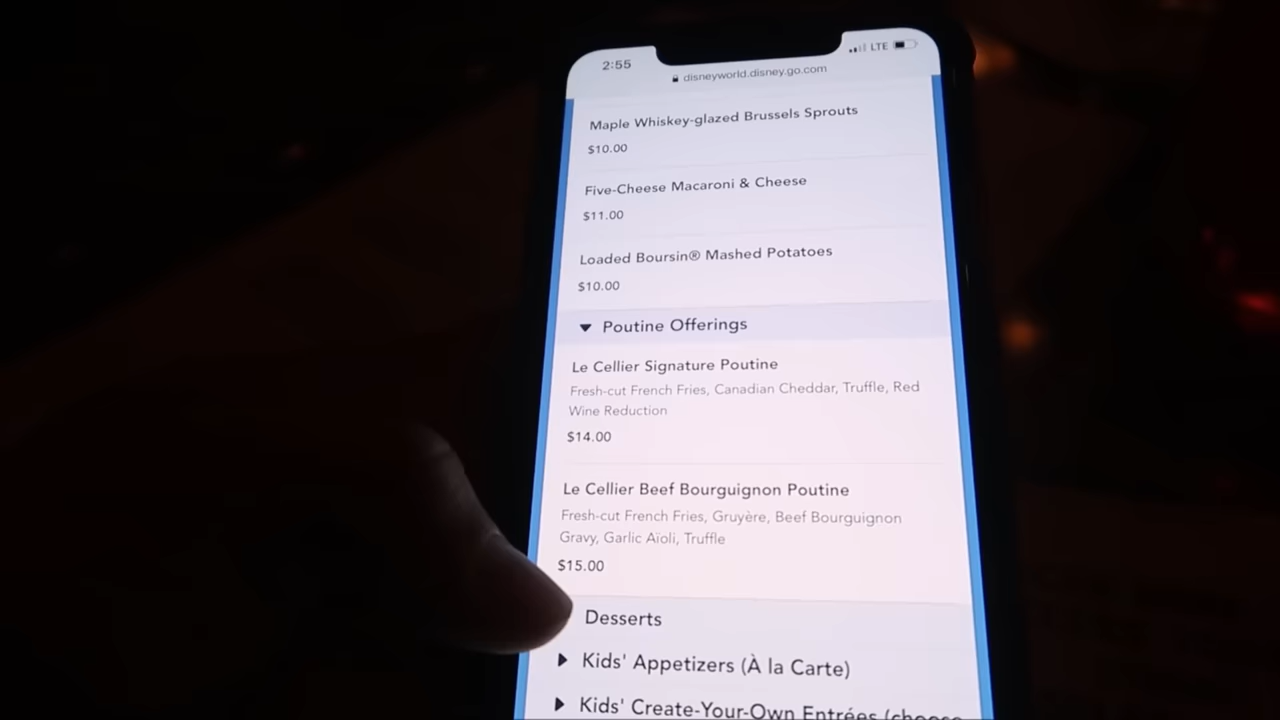 2:55
LTE
disneyworld.disney.go.com
Maple Whiskey-glazed Brussels Sprouts
$10.00
Five-Cheese Macaroni & Cheese
$11.00
Loaded Boursin® Mashed Potatoes
$10.00
Poutine Offerings
Le Cellier Signature Poutine
Fresh-cut French Fries, Canadian Cheddar, Truffle, Red
Wine Reduction
$14.00
Le Cellier Beef Bourguignon Poutine
Fresh-cut French Fries, Gruyère, Beef Bourguignon
Gravy, Garlic Aïoli, Truffle
$15.00
Desserts
Kids' Appetizers (À la Carte)
Kids' Create-Your-Own Entrées (choose